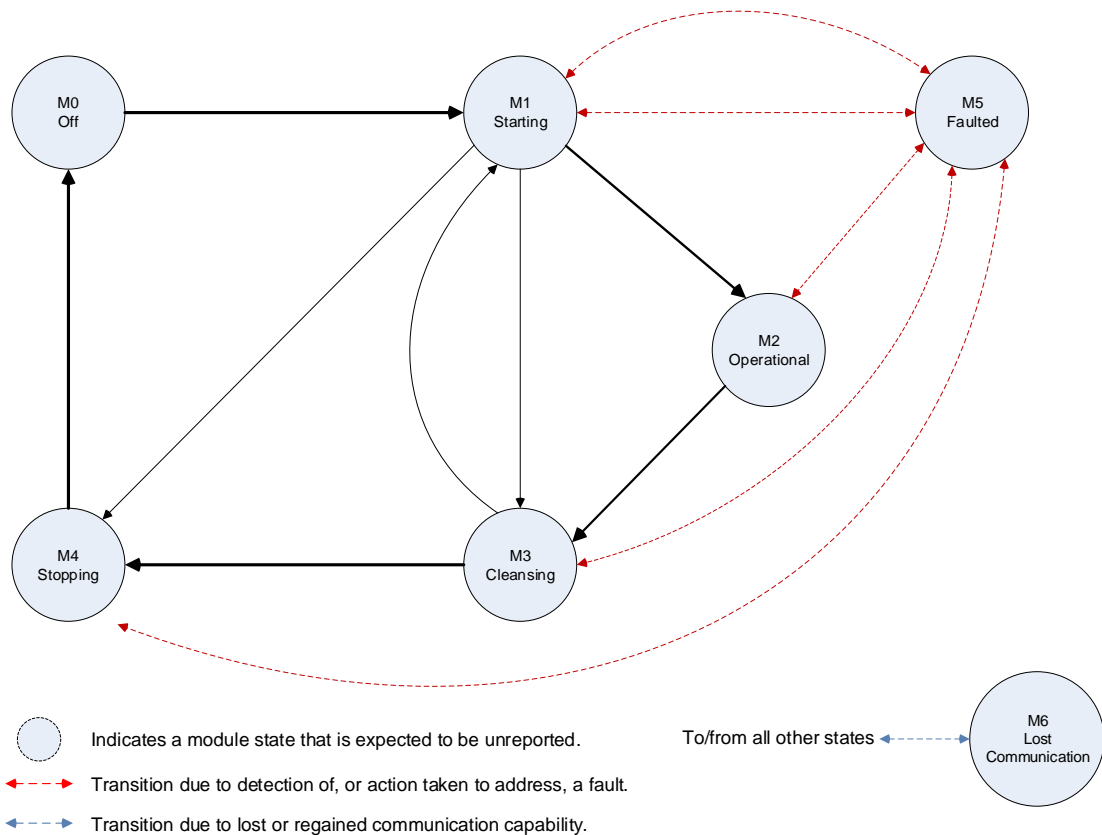 M0
Off
M1
Starting
M5
Faulted
M2
Operational
M4
Stopping
M3
Cleansing
M6
Lost
Communication
To/from all other states
Indicates a module state that is expected to be unreported.
Transition due to detection of, or action taken to address, a fault.
Transition due to lost or regained communication capability.